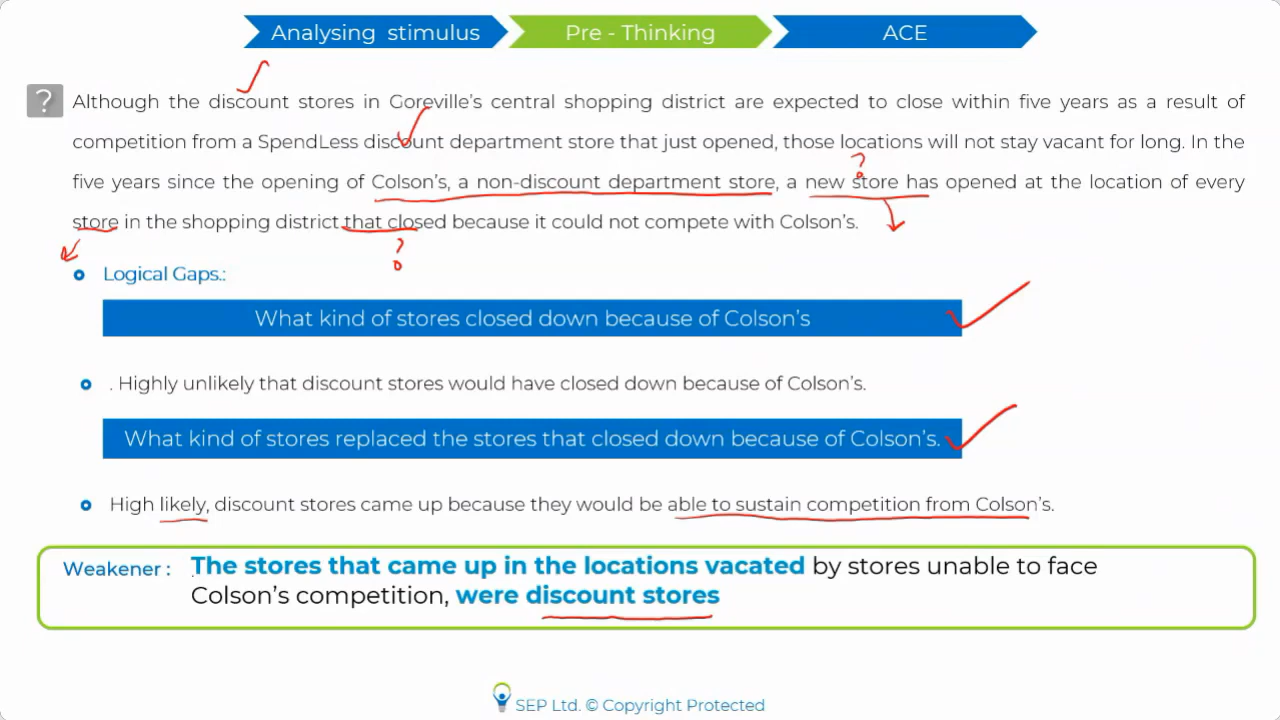 Analysing stimulus
Pre - Thinking
ACE
?
Although the discount stores in Goreville's central shopping district are expected to close within five years as a result of
competition from a SpendLess discount department store that just opened, those locations will not stay vacant for long. In the
five years since the opening of Colson's, a non-discount department store, a new store has opened at the location of every
store in the shopping district that closed because it could not compete with Colson's.
?
?
Logical Gaps.:
What kind of stores closed down because of Colson's
. Highly unlikely that discount stores would have closed down because of Colson's.
What kind of stores replaced the stores that closed down because of Colson's.
High likely, discount stores came up because they would be able to sustain competition from Colson's.
Weakener : The stores that came up in the locations vacated by stores unable to face
Colson's competition, were discount stores
SEP Ltd. © Copyright Protected